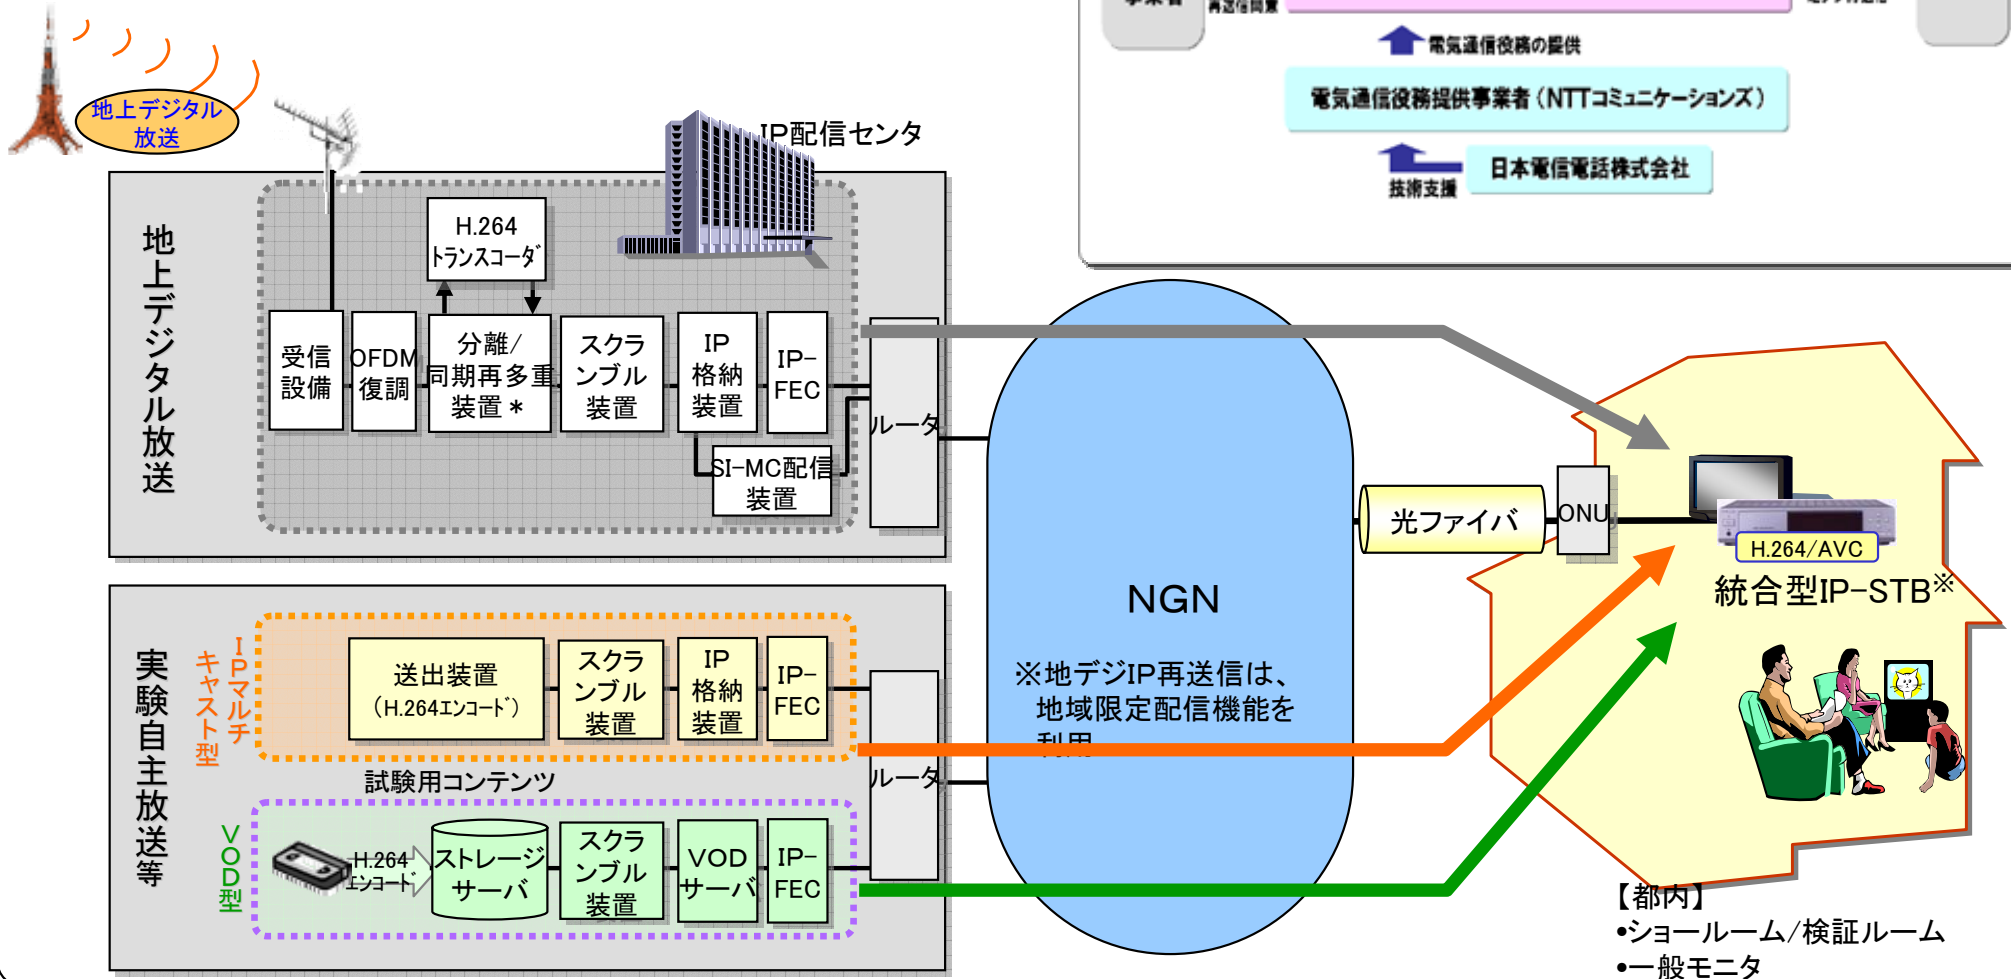 事業者
再送信同意
電気通信役務の提供
電気通信役務提供事業者（NTTコミュニケーションズ）
日本電信電話株式会社
技術支援
地上デジタル
放送
IP配信センタ
地上デジタル放送
H.264
トランスコーダ
受信
設備
OFDM
復調
分離/
同期再多重
装置＊
スクラ
ンブル
装置
IP
格納
装置
IP-
FEC
SI-MC配信
装置
ルータ
NGN
※地デジIP再送信は、
地域限定配信機能を
利用
光ファイバ
ONU
H.264/AVC
統合型IP-STB※
実験自主放送等
IPマルチ
キャスト型
送出装置
（H.264エンコード）
スクラ
ンブル
装置
IP
格納
装置
IP-
FEC
ルータ
試験用コンテンツ
VOD型
H.264
エンコード
ストレージ
サーバ
スクラ
ンブル
装置
VOD
サーバ
IP-
FEC
【都内】
•ショールーム/検証ルーム
•一般モニタ